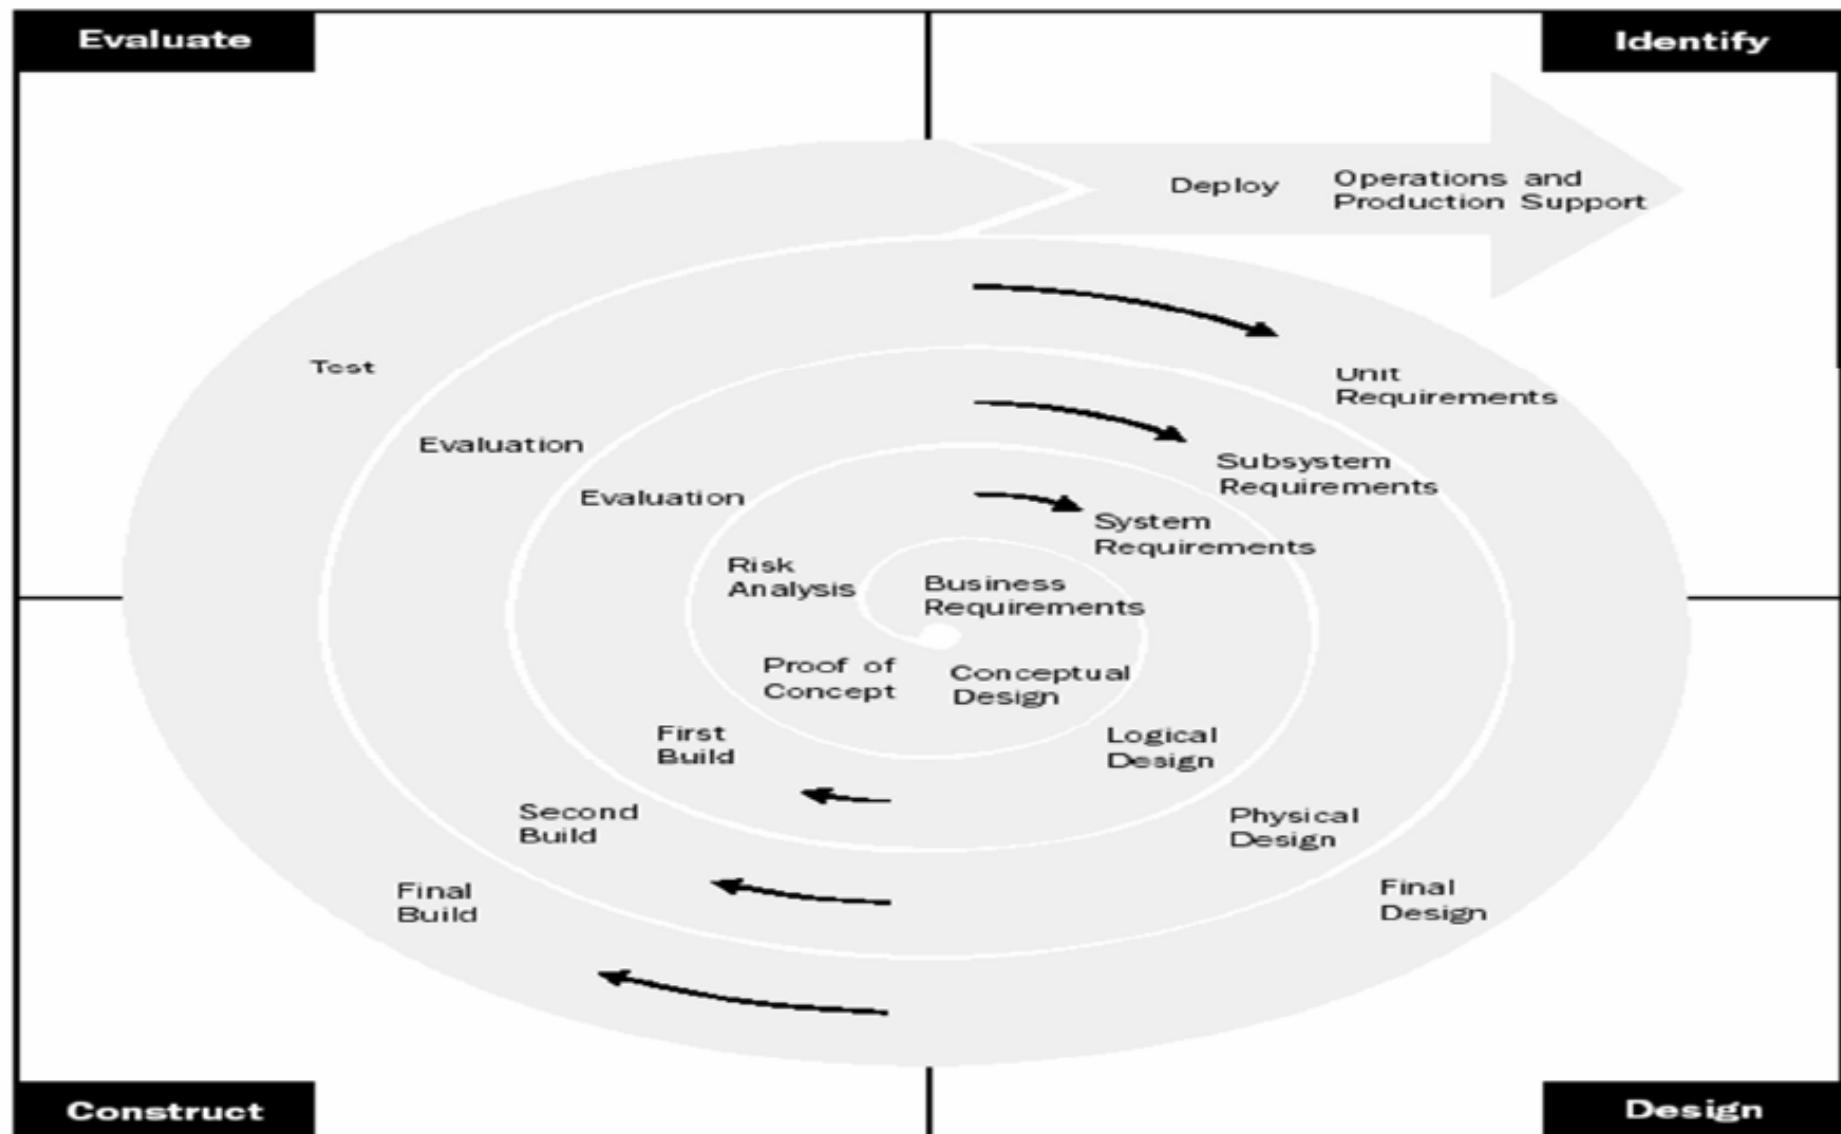 Evaluate
Identify
Deploy
Operations and
Production Support
Test
Unit
Requirements
Evaluation
Subsystem
Requirements
Evaluation
System
Requirements
Risk
Analysis
Business
Requirements
Proof of
Concept
Conceptual
Design
First
Build
Logical
Design
Second
Build
Physical
Design
Final
Build
Final
Design
Construct
Design